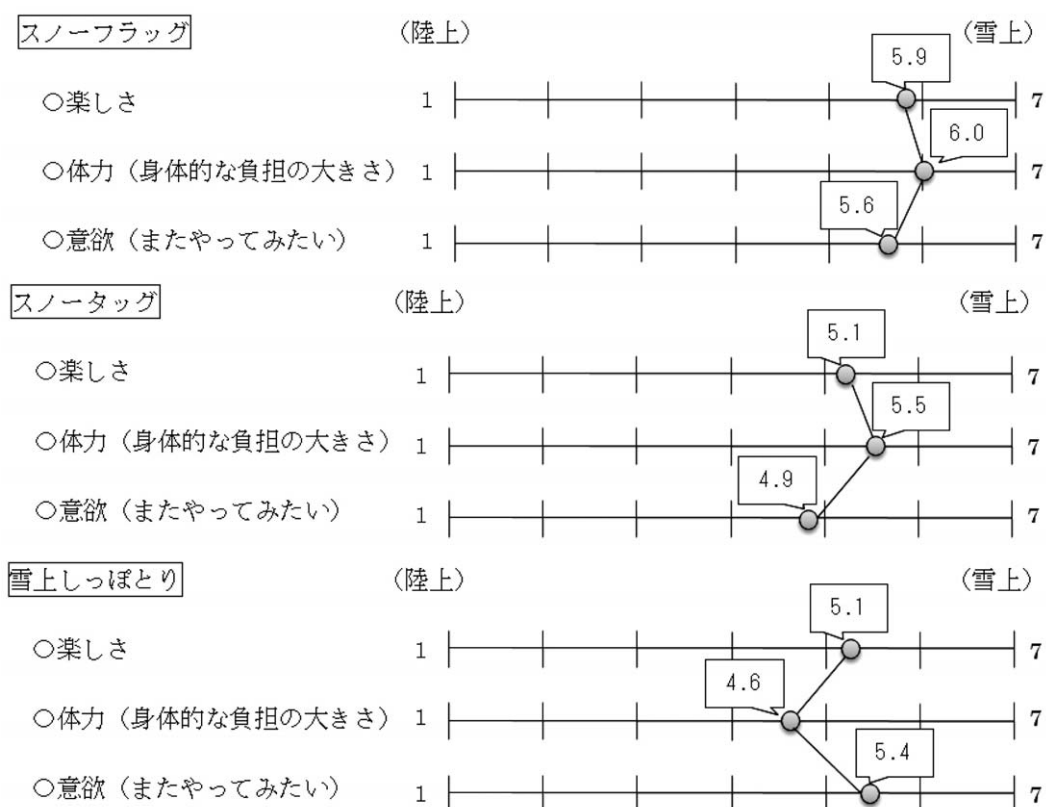 スノーフラッグ （陸上） （雪上）
5.9
○楽しさ 1 7
6.0
○体力（身体的な負担の大きさ） 1 7
5.6
○意欲（またやってみたい） 1 7
スノータッグ （陸上） （雪上）
5.1
○楽しさ 1 7
5.5
○体力（身体的な負担の大きさ） 1 7
4.9
○意欲（またやってみたい） 1 7
雪上しっぽとり （陸上） （雪上）
5.1
○楽しさ 1 7
4.6
○体力（身体的な負担の大きさ） 1 7
5.4
○意欲（またやってみたい） 1 7